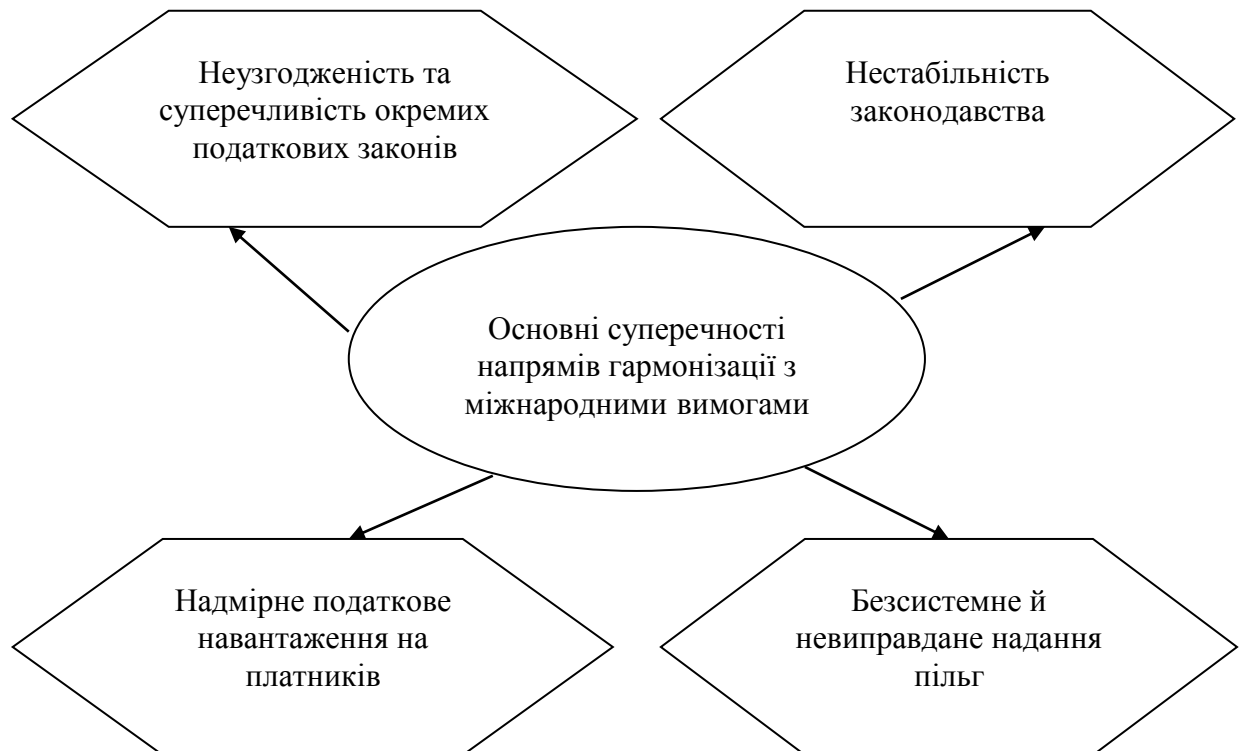 Неузгодженість та
суперечливість окремих
податкових законів
Нестабільність
законодавства
Основні суперечності
напрямів гармонізації з
міжнародними вимогами
Надмірне податкове
навантаження на
платників
Безсистемне й
невиправдане надання
пільг